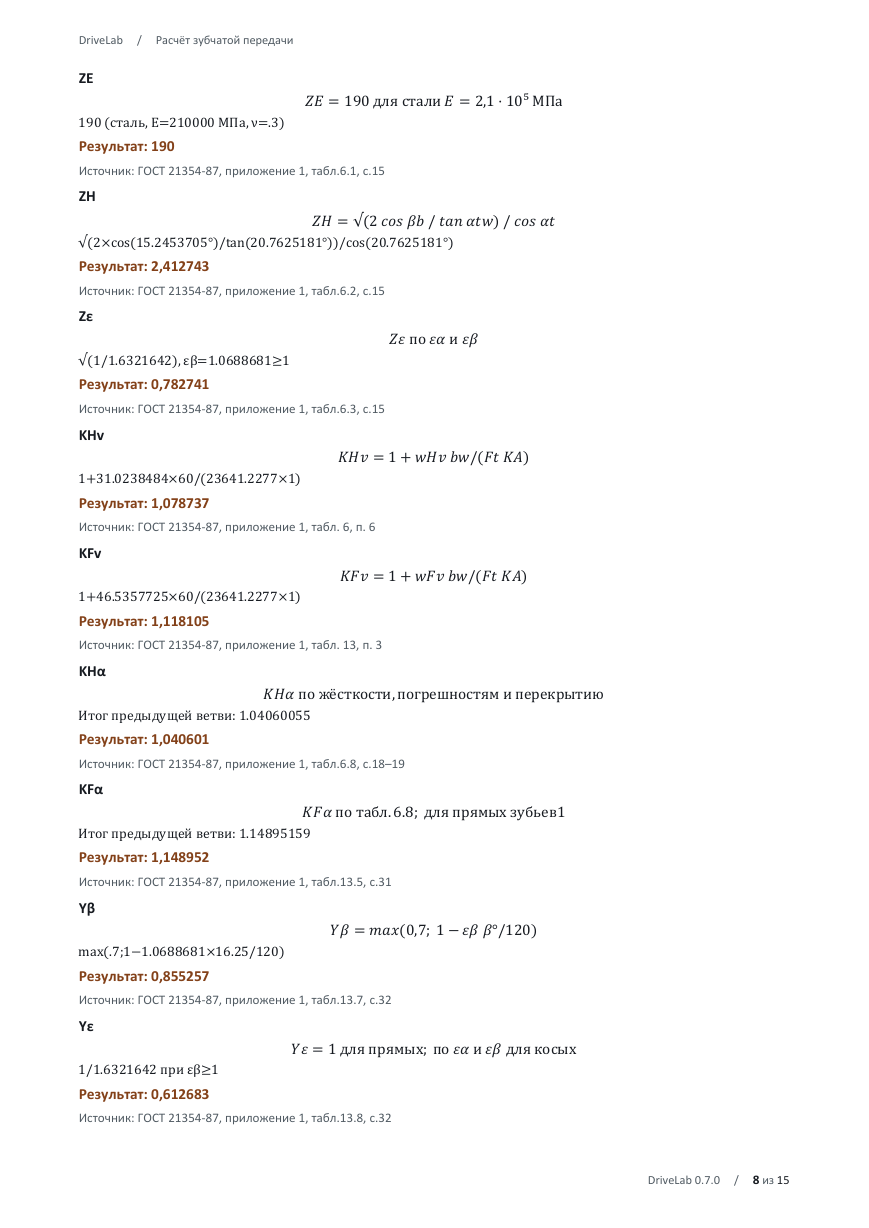 DriveLab / Расчёт зубчатой передачи
ZE
ZE = 190 для стали E = 2,1 · 10⁵ МПа
190 (сталь, E=210000 МПа, ν=.3)
Результат: 190
Источник: ГОСТ 21354-87, приложение 1, табл.6.1, с.15
ZH
ZH = √(2 cos βb / tan αtw) / cos αt
√(2×cos(15.2453705°)/tan(20.7625181°))/cos(20.7625181°)
Результат: 2,412743
Источник: ГОСТ 21354-87, приложение 1, табл.6.2, с.15
Zε
Zε по εα и εβ
√(1/1.6321642), εβ=1.0688681≥1
Результат: 0,782741
Источник: ГОСТ 21354-87, приложение 1, табл.6.3, с.15
KHv
KHv = 1 + wHv bw/(Ft KA)
1+31.0238484×60/(23641.2277×1)
Результат: 1,078737
Источник: ГОСТ 21354-87, приложение 1, табл. 6, п. 6
KFv
KFv = 1 + wFv bw/(Ft KA)
1+46.5357725×60/(23641.2277×1)
Результат: 1,118105
Источник: ГОСТ 21354-87, приложение 1, табл. 13, п. 3
KHα
KHα по жёсткости, погрешностям и перекрытию
Итог предыдущей ветви: 1.04060055
Результат: 1,040601
Источник: ГОСТ 21354-87, приложение 1, табл.6.8, с.18–19
KFα
KFα по табл. 6.8; для прямых зубьев1
Итог предыдущей ветви: 1.14895159
Результат: 1,148952
Источник: ГОСТ 21354-87, приложение 1, табл.13.5, с.31
Yβ
Yβ = max(0,7; 1 − εβ β°/120)
max(.7;1−1.0688681×16.25/120)
Результат: 0,855257
Источник: ГОСТ 21354-87, приложение 1, табл.13.7, с.32
Yε
Yε = 1 для прямых; по εα и εβ для косых
1/1.6321642 при εβ≥1
Результат: 0,612683
Источник: ГОСТ 21354-87, приложение 1, табл.13.8, с.32
DriveLab 0.7.0 / 8 из 15